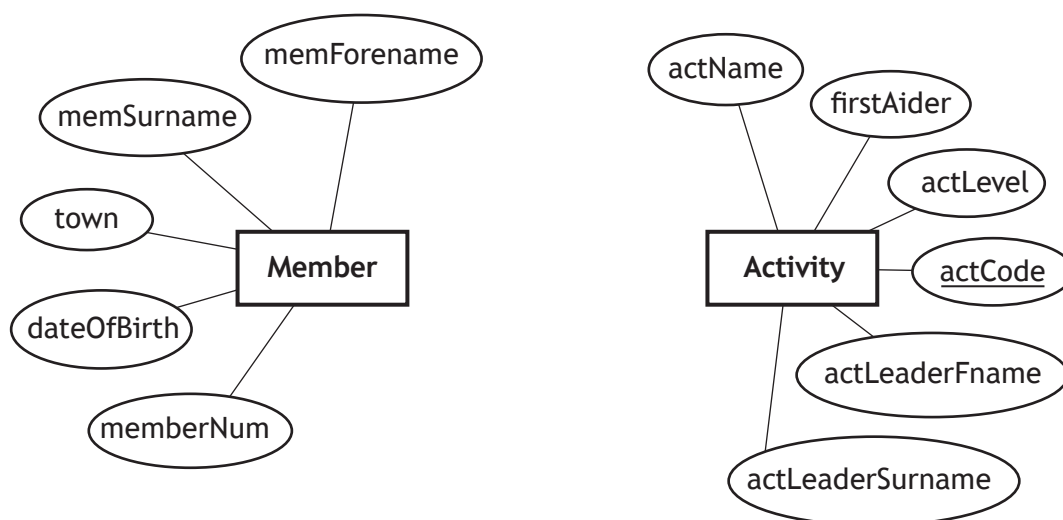 memForename
memSurname
town
Member
dateOfBirth
memberNum
actName
firstAider
actLevel
Activity
actCode
actLeaderFname
actLeaderSurname